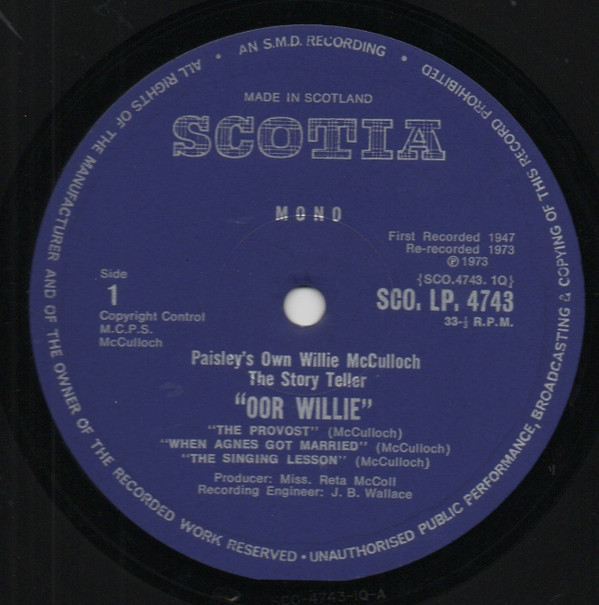 ALL RIGHTS OF THE MANUFACTURER AND OF THE OWNER OF THE RECORDED WORK RESERVED • UNAUTHORISED PUBLIC PERFORMANCE, BROADCASTING & COPYING OF THIS RECORD PROHIBITED •
AN S.M.D. RECORDING •
MADE IN SCOTLAND
SCOTIA
MONO
First Recorded 1947
Re-recorded 1973
℗ 1973
Side
1
{SCO.4743. 1Q}
SCO. LP. 4743
33-⅓ R.P.M.
Copyright Control
M.C.P.S.
McCulloch
Paisley's Own Willie McCulloch
The Story Teller
"OOR WILLIE"
"THE PROVOST" (McCulloch)
"WHEN AGNES GOT MARRIED" (McCulloch)
"THE SINGING LESSON" (McCulloch)
Producer: Miss. Reta McColl
Recording Engineer: J. B. Wallace
SCO-4743-1Q-A